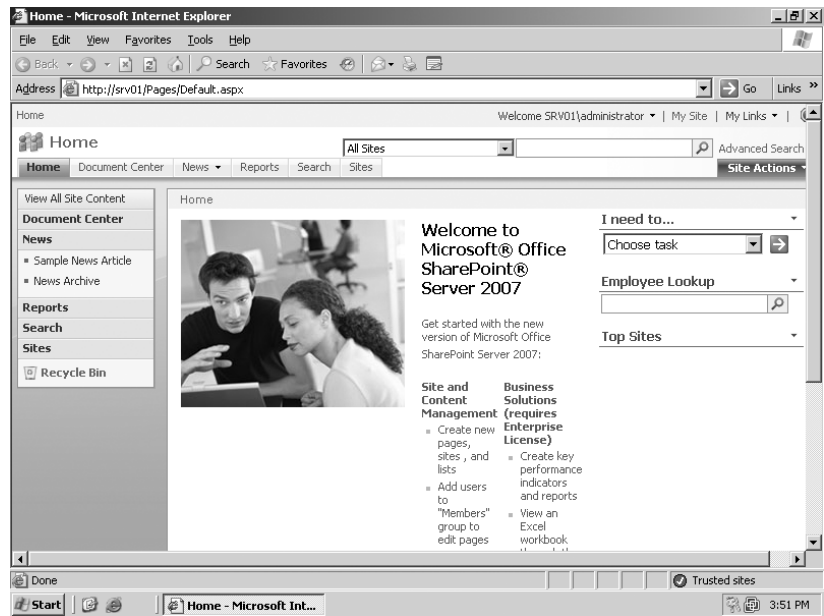 Home - Microsoft Internet Explorer
File Edit View Favorites Tools Help
Back Search Favorites
Address http://srv01/Pages/Default.aspx Go Links »
Home Welcome SRV01\administrator | My Site | My Links |
Home All Sites Advanced Search
Home Document Center News Reports Search Sites Site Actions
View All Site Content
Document Center
News
Sample News Article
News Archive
Reports
Search
Sites
Recycle Bin
Home
Welcome to
Microsoft® Office
SharePoint®
Server 2007
Get started with the new
version of Microsoft Office
SharePoint Server 2007:
Site and
Content
Management
Create new
pages,
sites , and
lists
Add users
to
"Members"
group to
edit pages
Business
Solutions
(requires
Enterprise
License)
Create key
performance
indicators
and reports
View an
Excel
workbook
I need to...
Choose task
Employee Lookup
Top Sites
Done Trusted sites
Start Home - Microsoft Int... 3:51 PM